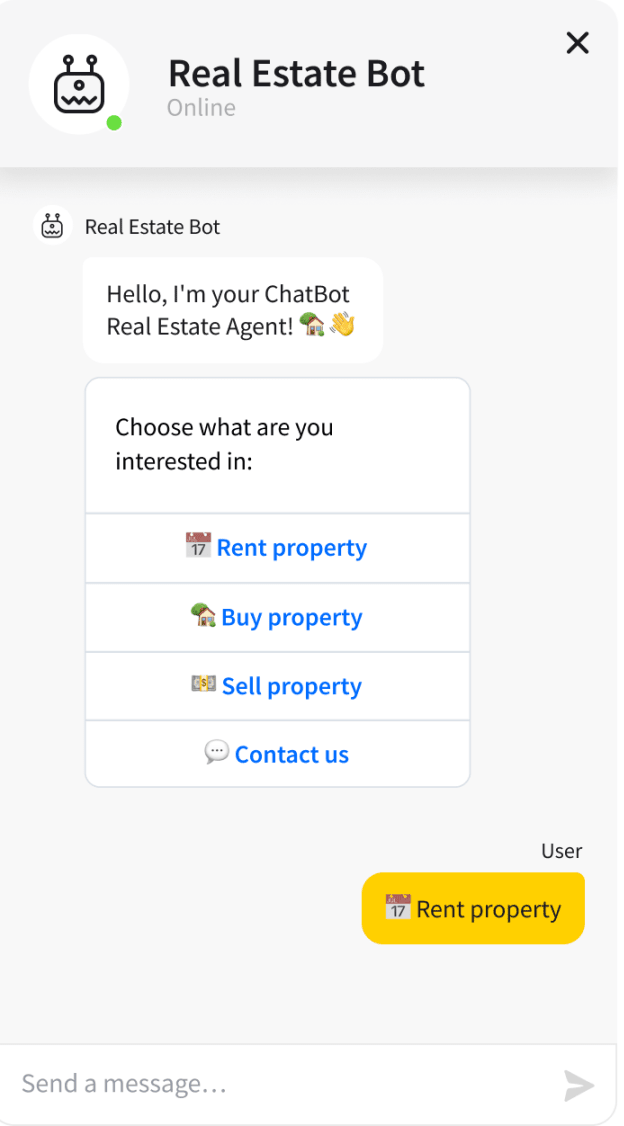 Real Estate Bot
Online
Real Estate Bot
Hello, I'm your ChatBot
Real Estate Agent! 🏡👋
Choose what are you
interested in:
📅 Rent property
🏡 Buy property
💵 Sell property
💬 Contact us
User
📅 Rent property
Send a message...